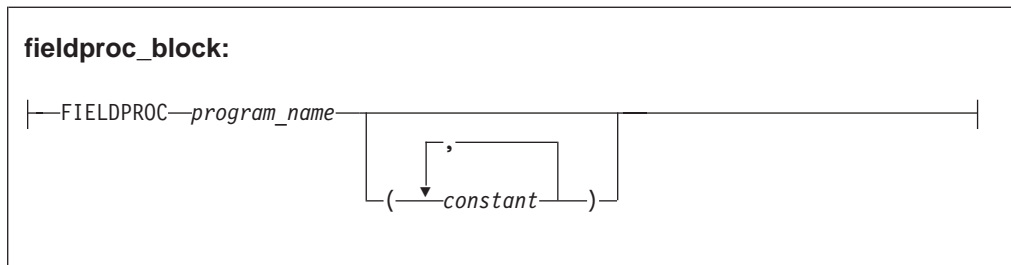 fieldproc_block:
FIELDPROC program_name
,
( constant )